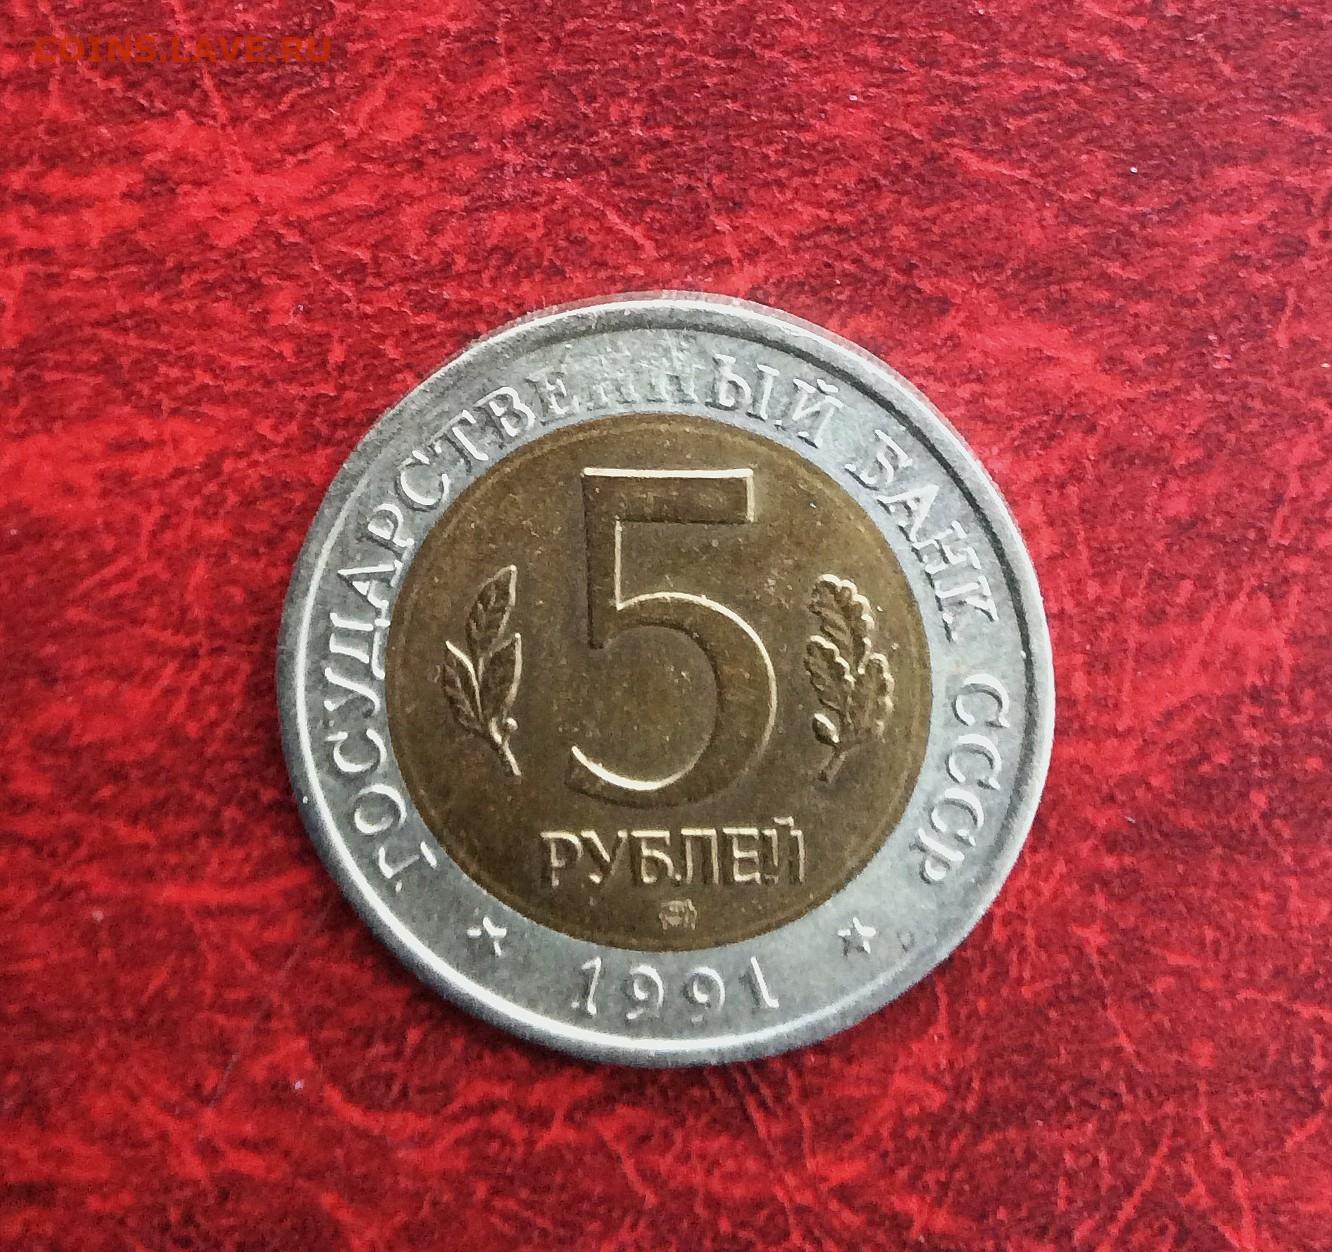 COINS.LAVE.RU
ГОСУДАРСТВЕННЫЙ БАНК СССР
5
РУБЛЕЙ
1991